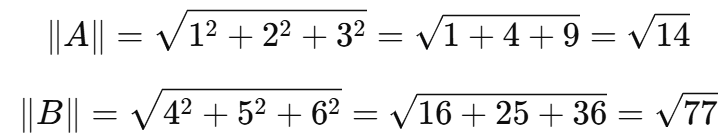 ‖A‖ = √(1² + 2² + 3²) = √(1 + 4 + 9) = √14
‖B‖ = √(4² + 5² + 6²) = √(16 + 25 + 36) = √77